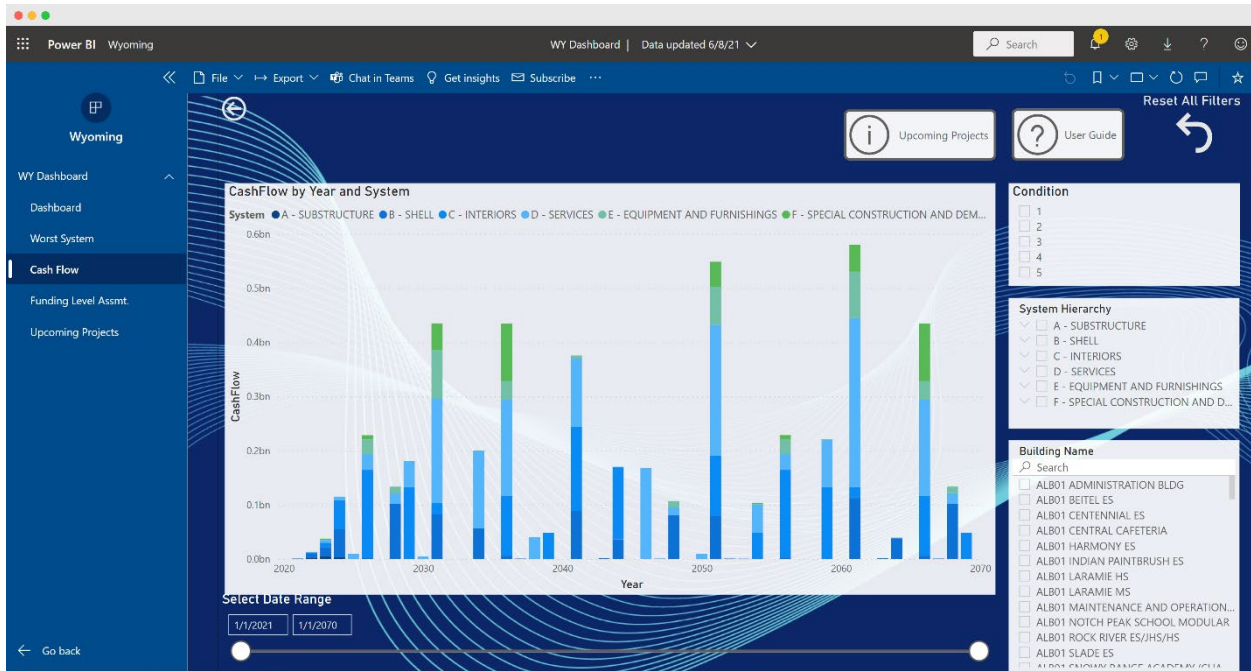 Power BI Wyoming
WY Dashboard | Data updated 6/8/21
Search
1
File
Export
Chat in Teams
Get insights
Subscribe
Wyoming
WY Dashboard
Dashboard
Worst System
Cash Flow
Funding Level Assmt.
Upcoming Projects
Go back
Upcoming Projects
User Guide
Reset All Filters
CashFlow by Year and System
System A - SUBSTRUCTURE B - SHELL C - INTERIORS D - SERVICES E - EQUIPMENT AND FURNISHINGS F - SPECIAL CONSTRUCTION AND DEM...
CashFlow
0.6bn
0.5bn
0.4bn
0.3bn
0.2bn
0.1bn
0.0bn
2020 2030 2040 2050 2060 2070
Year
Select Date Range
1/1/2021 1/1/2070
Condition
1
2
3
4
5
System Hierarchy
A - SUBSTRUCTURE
B - SHELL
C - INTERIORS
D - SERVICES
E - EQUIPMENT AND FURNISHINGS
F - SPECIAL CONSTRUCTION AND D...
Building Name
Search
ALB01 ADMINISTRATION BLDG
ALB01 BEITEL ES
ALB01 CENTENNIAL ES
ALB01 CENTRAL CAFETERIA
ALB01 HARMONY ES
ALB01 INDIAN PAINTBRUSH ES
ALB01 LARAMIE HS
ALB01 LARAMIE MS
ALB01 MAINTENANCE AND OPERATION...
ALB01 NOTCH PEAK SCHOOL MODULAR
ALB01 ROCK RIVER ES/JHS/HS
ALB01 SLADE ES